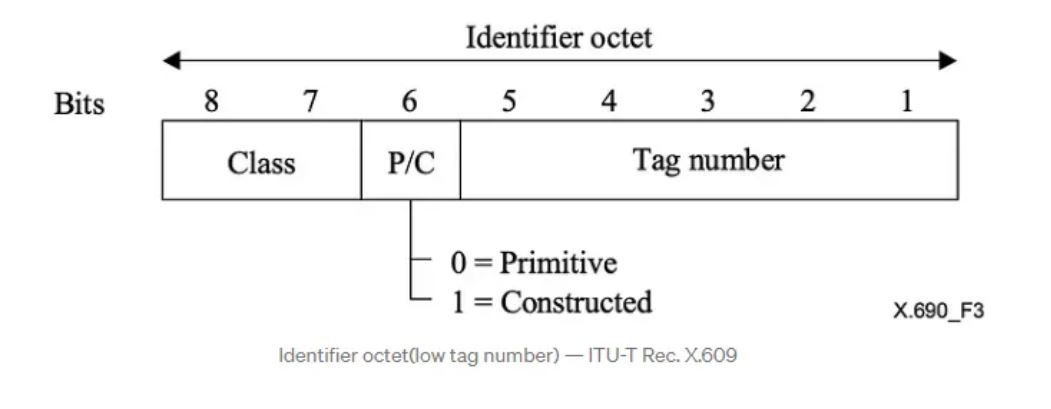 Identifier octet
Bits 8 7 6 5 4 3 2 1
Class P/C Tag number
0 = Primitive
1 = Constructed
X.690_F3
Identifier octet(low tag number) — ITU-T Rec. X.609